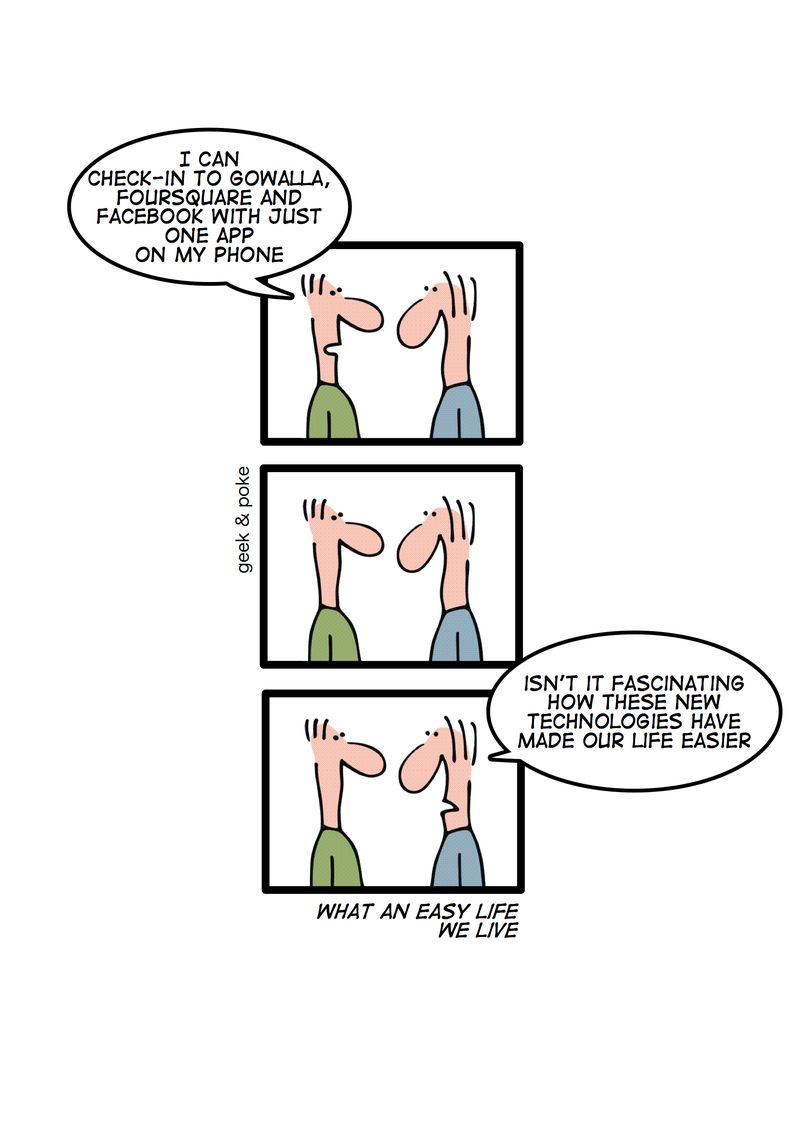 I CAN
CHECK-IN TO GOWALLA,
FOURSQUARE AND
FACEBOOK WITH JUST
ONE APP
ON MY PHONE
geek & poke
ISN'T IT FASCINATING
HOW THESE NEW
TECHNOLOGIES HAVE
MADE OUR LIFE EASIER
WHAT AN EASY LIFE
WE LIVE